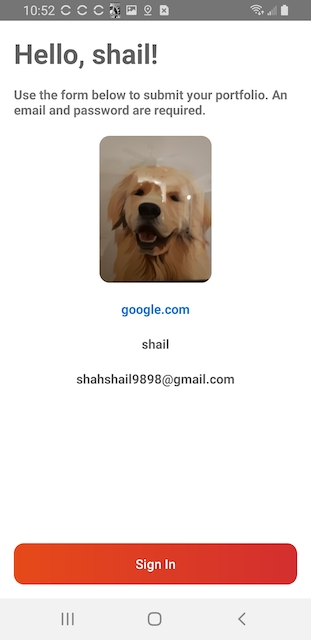 10:52
Hello, shail!
Use the form below to submit your portfolio. An
email and password are required.
google.com
shail
shahshail9898@gmail.com
Sign In